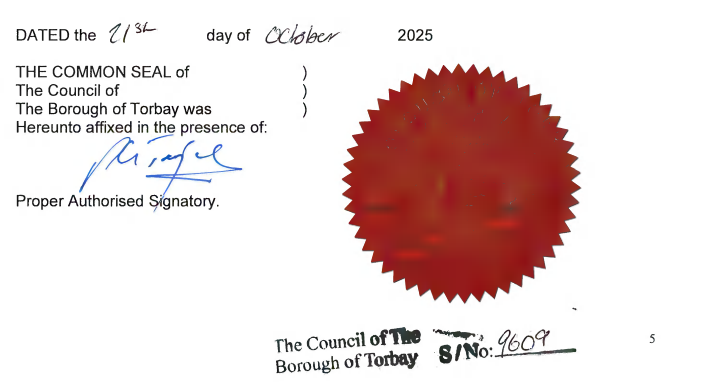 DATED the 21st day of October 2025
THE COMMON SEAL of )
The Council of )
The Borough of Torbay was )
Hereunto affixed in the presence of:
Proper Authorised Signatory.
The Council of The
Borough of Torbay
S/No: 9609
5